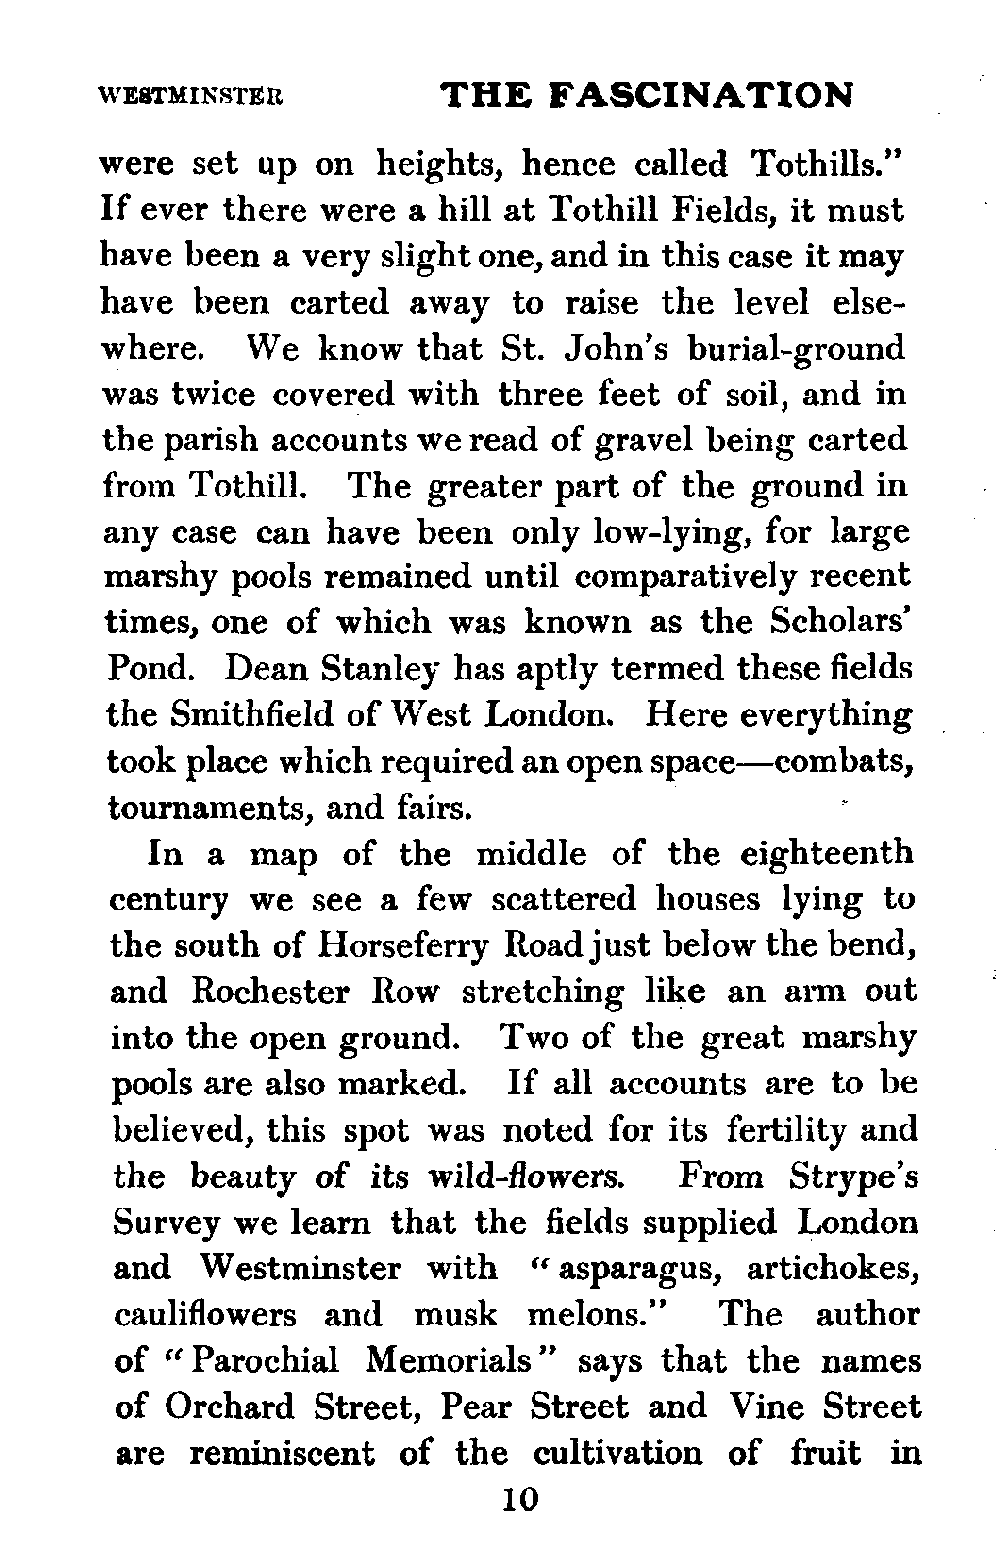 WESTMINSTER THE FASCINATION
were set up on heights, hence called Tothills."
If ever there were a hill at Tothill Fields, it must
have been a very slight one, and in this case it may
have been carted away to raise the level else-
where. We know that St. John's burial-ground
was twice covered with three feet of soil, and in
the parish accounts we read of gravel being carted
from Tothill. The greater part of the ground in
any case can have been only low-lying, for large
marshy pools remained until comparatively recent
times, one of which was known as the Scholars'
Pond. Dean Stanley has aptly termed these fields
the Smithfield of West London. Here everything
took place which required an open space—combats,
tournaments, and fairs.
In a map of the middle of the eighteenth
century we see a few scattered houses lying to
the south of Horseferry Road just below the bend,
and Rochester Row stretching like an arm out
into the open ground. Two of the great marshy
pools are also marked. If all accounts are to be
believed, this spot was noted for its fertility and
the beauty of its wild-flowers. From Strype's
Survey we learn that the fields supplied London
and Westminster with "asparagus, artichokes,
cauliflowers and musk melons." The author
of "Parochial Memorials" says that the names
of Orchard Street, Pear Street and Vine Street
are reminiscent of the cultivation of fruit in
10